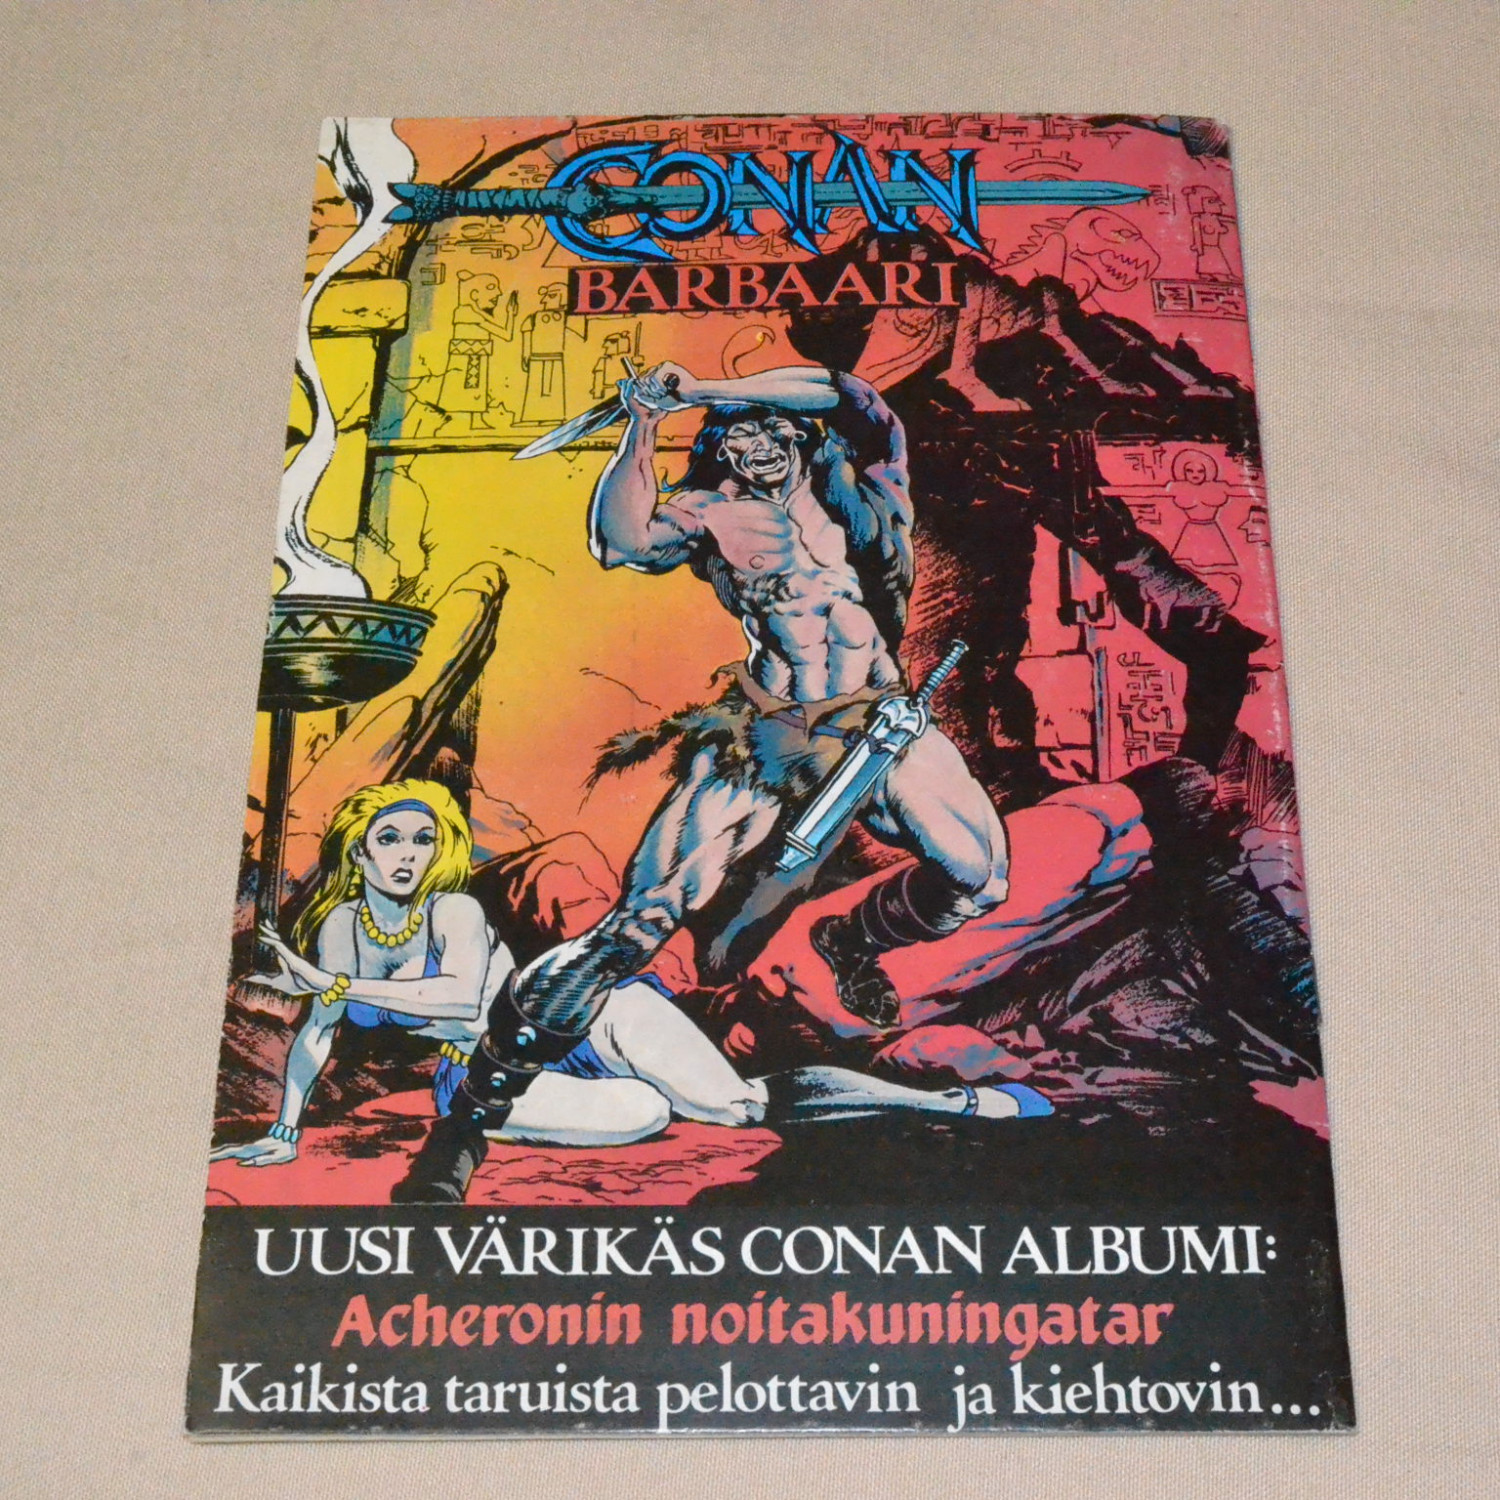 CONAN
BARBAARI
UUSI VÄRIKÄS CONAN ALBUMI:
Acheronin noitakuningatar
Kaikista taruista pelottavin ja kiehtovin...